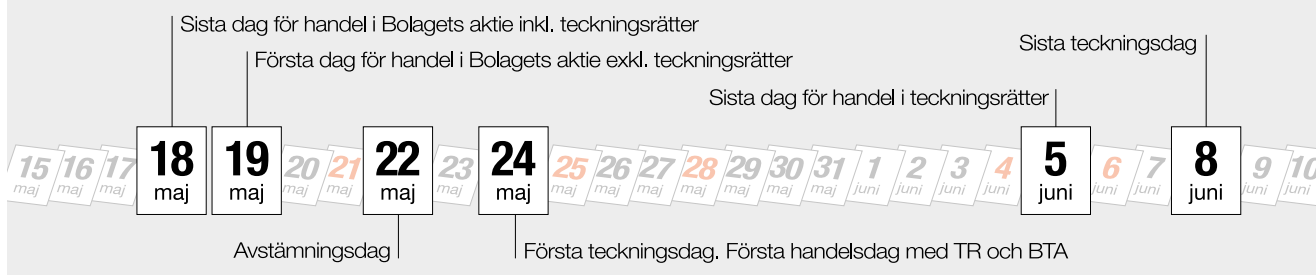 Sista dag för handel i Bolagets aktie inkl. teckningsrätter
Första dag för handel i Bolagets aktie exkl. teckningsrätter
Sista teckningsdag
Sista dag för handel i teckningsrätter
15 16 17 18 19 20 21 22 23 24 25 26 27 28 29 30 31 1 2 3 4 5 6 7 8 9 10
maj maj maj maj maj maj maj maj maj maj maj maj maj maj maj maj maj juni juni juni juni juni juni juni juni juni juni
Avstämningsdag
Första teckningsdag. Första handelsdag med TR och BTA